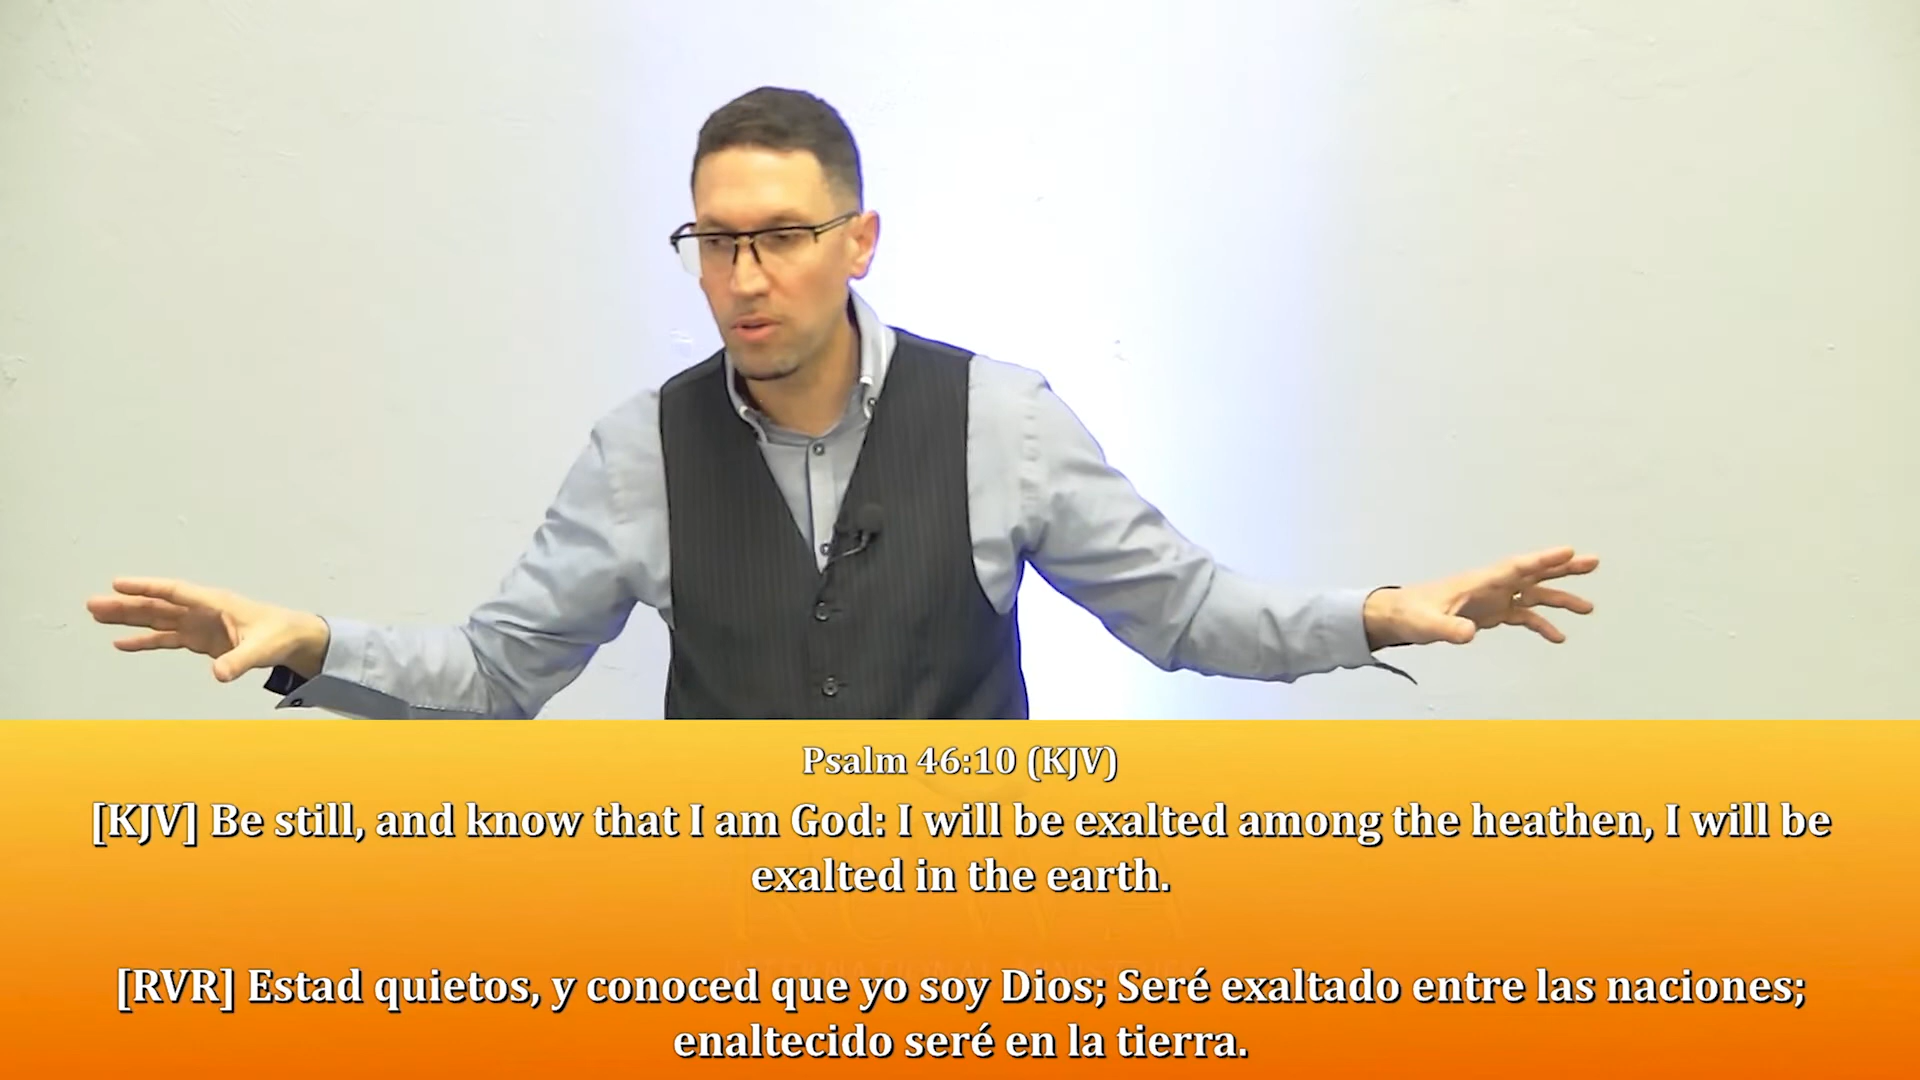 Psalm 46:10 (KJV)
[KJV] Be still, and know that I am God: I will be exalted among the heathen, I will be
exalted in the earth.
[RVR] Estad quietos, y conoced que yo soy Dios; Seré exaltado entre las naciones;
enaltecido seré en la tierra.